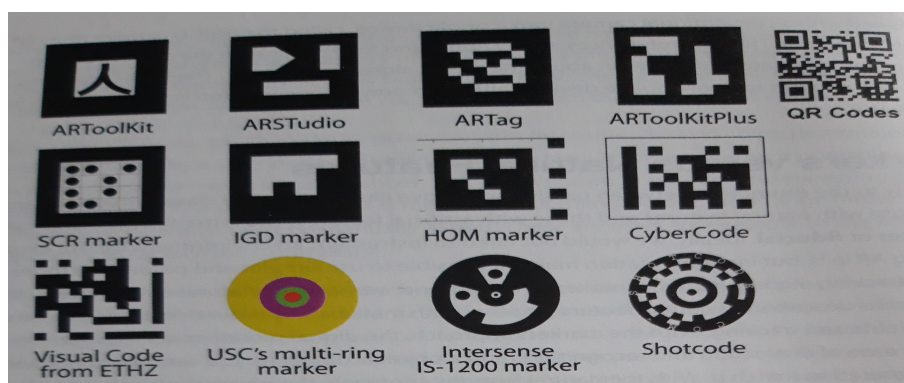 ARToolKit
ARSTudio
ARTag
ARToolKitPlus
QR Codes
SCR marker
IGD marker
HOM marker
CyberCode
Visual Code
from ETHZ
USC's multi-ring
marker
Intersense
IS-1200 marker
Shotcode